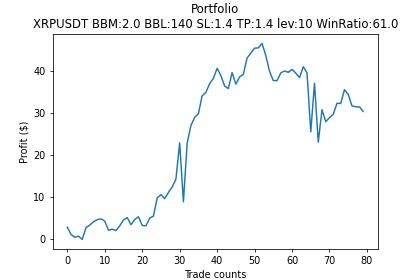 Portfolio
XRPUSDT BBM:2.0 BBL:140 SL:1.4 TP:1.4 lev:10 WinRatio:61.0
40
30
20
10
0
Profit ($)
0 10 20 30 40 50 60 70 80
Trade counts